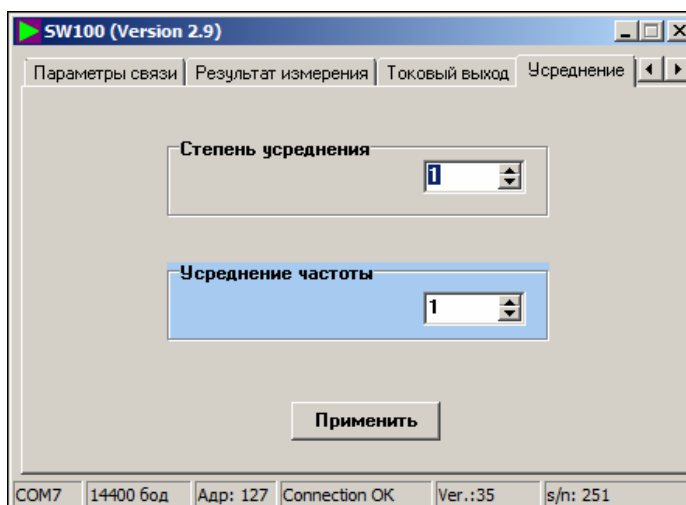 SW100 (Version 2.9)
Параметры связи Результат измерения Токовый выход Усреднение
Степень усреднения
1
Усреднение частоты
1
Применить
COM7 14400 бод Адр: 127 Connection OK Ver.:35 s/n: 251